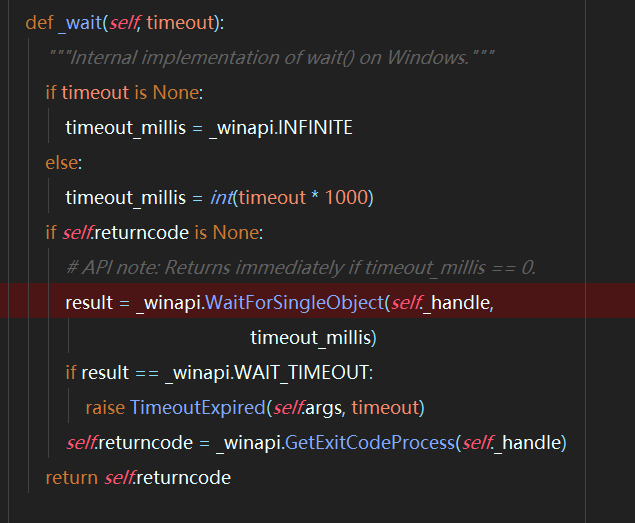 def _wait(self, timeout):
"""Internal implementation of wait() on Windows."""
if timeout is None:
timeout_millis = _winapi.INFINITE
else:
timeout_millis = int(timeout * 1000)
if self.returncode is None:
# API note: Returns immediately if timeout_millis == 0.
result = _winapi.WaitForSingleObject(self._handle,
timeout_millis)
if result == _winapi.WAIT_TIMEOUT:
raise TimeoutExpired(self.args, timeout)
self.returncode = _winapi.GetExitCodeProcess(self._handle)
return self.returncode